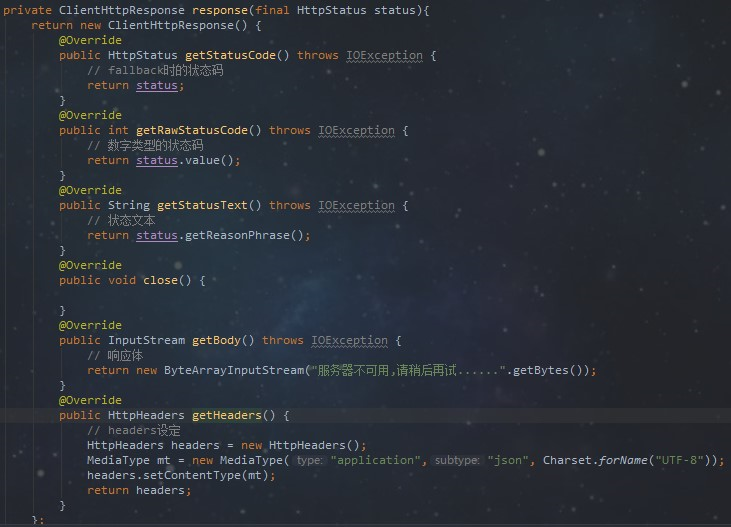 private ClientHttpResponse response(final HttpStatus status){
return new ClientHttpResponse() {
@Override
public HttpStatus getStatusCode() throws IOException {
// fallback时的状态码
return status;
}
@Override
public int getRawStatusCode() throws IOException {
// 数字类型的状态码
return status.value();
}
@Override
public String getStatusText() throws IOException {
// 状态文本
return status.getReasonPhrase();
}
@Override
public void close() {
}
@Override
public InputStream getBody() throws IOException {
// 响应体
return new ByteArrayInputStream("服务器不可用,请稍后再试......".getBytes());
}
@Override
public HttpHeaders getHeaders() {
// headers设定
HttpHeaders headers = new HttpHeaders();
MediaType mt = new MediaType( type: "application", subtype: "json", Charset.forName("UTF-8"));
headers.setContentType(mt);
return headers;
}
};